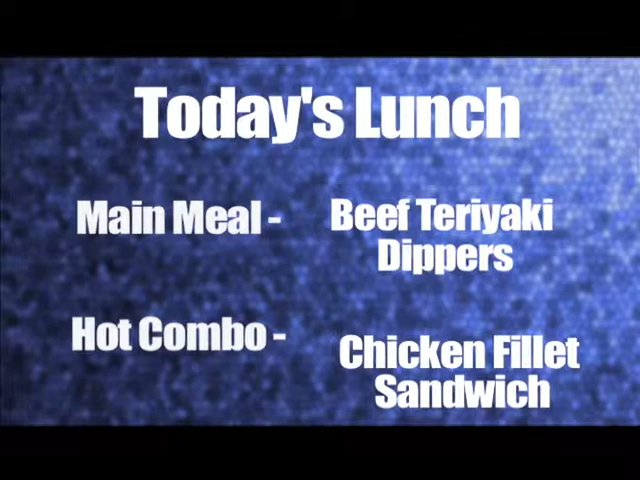 Today's Lunch
Main Meal - Beef Teriyaki
Dippers
Hot Combo - Chicken Fillet
Sandwich